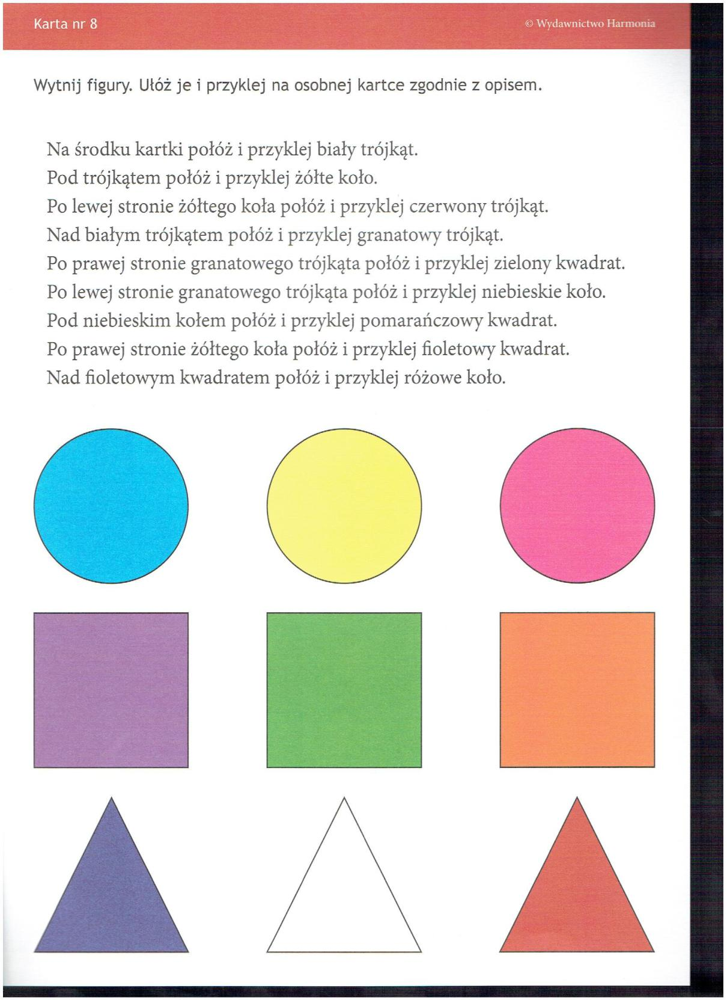 Karta nr 8
© Wydawnictwo Harmonia
Wytnij figury. Ułóż je i przyklej na osobnej kartce zgodnie z opisem.
Na środku kartki połóż i przyklej biały trójkąt.
Pod trójkątem połóż i przyklej żółte koło.
Po lewej stronie żółtego koła połóż i przyklej czerwony trójkąt.
Nad białym trójkątem połóż i przyklej granatowy trójkąt.
Po prawej stronie granatowego trójkąta połóż i przyklej zielony kwadrat.
Po lewej stronie granatowego trójkąta połóż i przyklej niebieskie koło.
Pod niebieskim kołem połóż i przyklej pomarańczowy kwadrat.
Po prawej stronie żółtego koła połóż i przyklej fioletowy kwadrat.
Nad fioletowym kwadratem połóż i przyklej różowe koło.